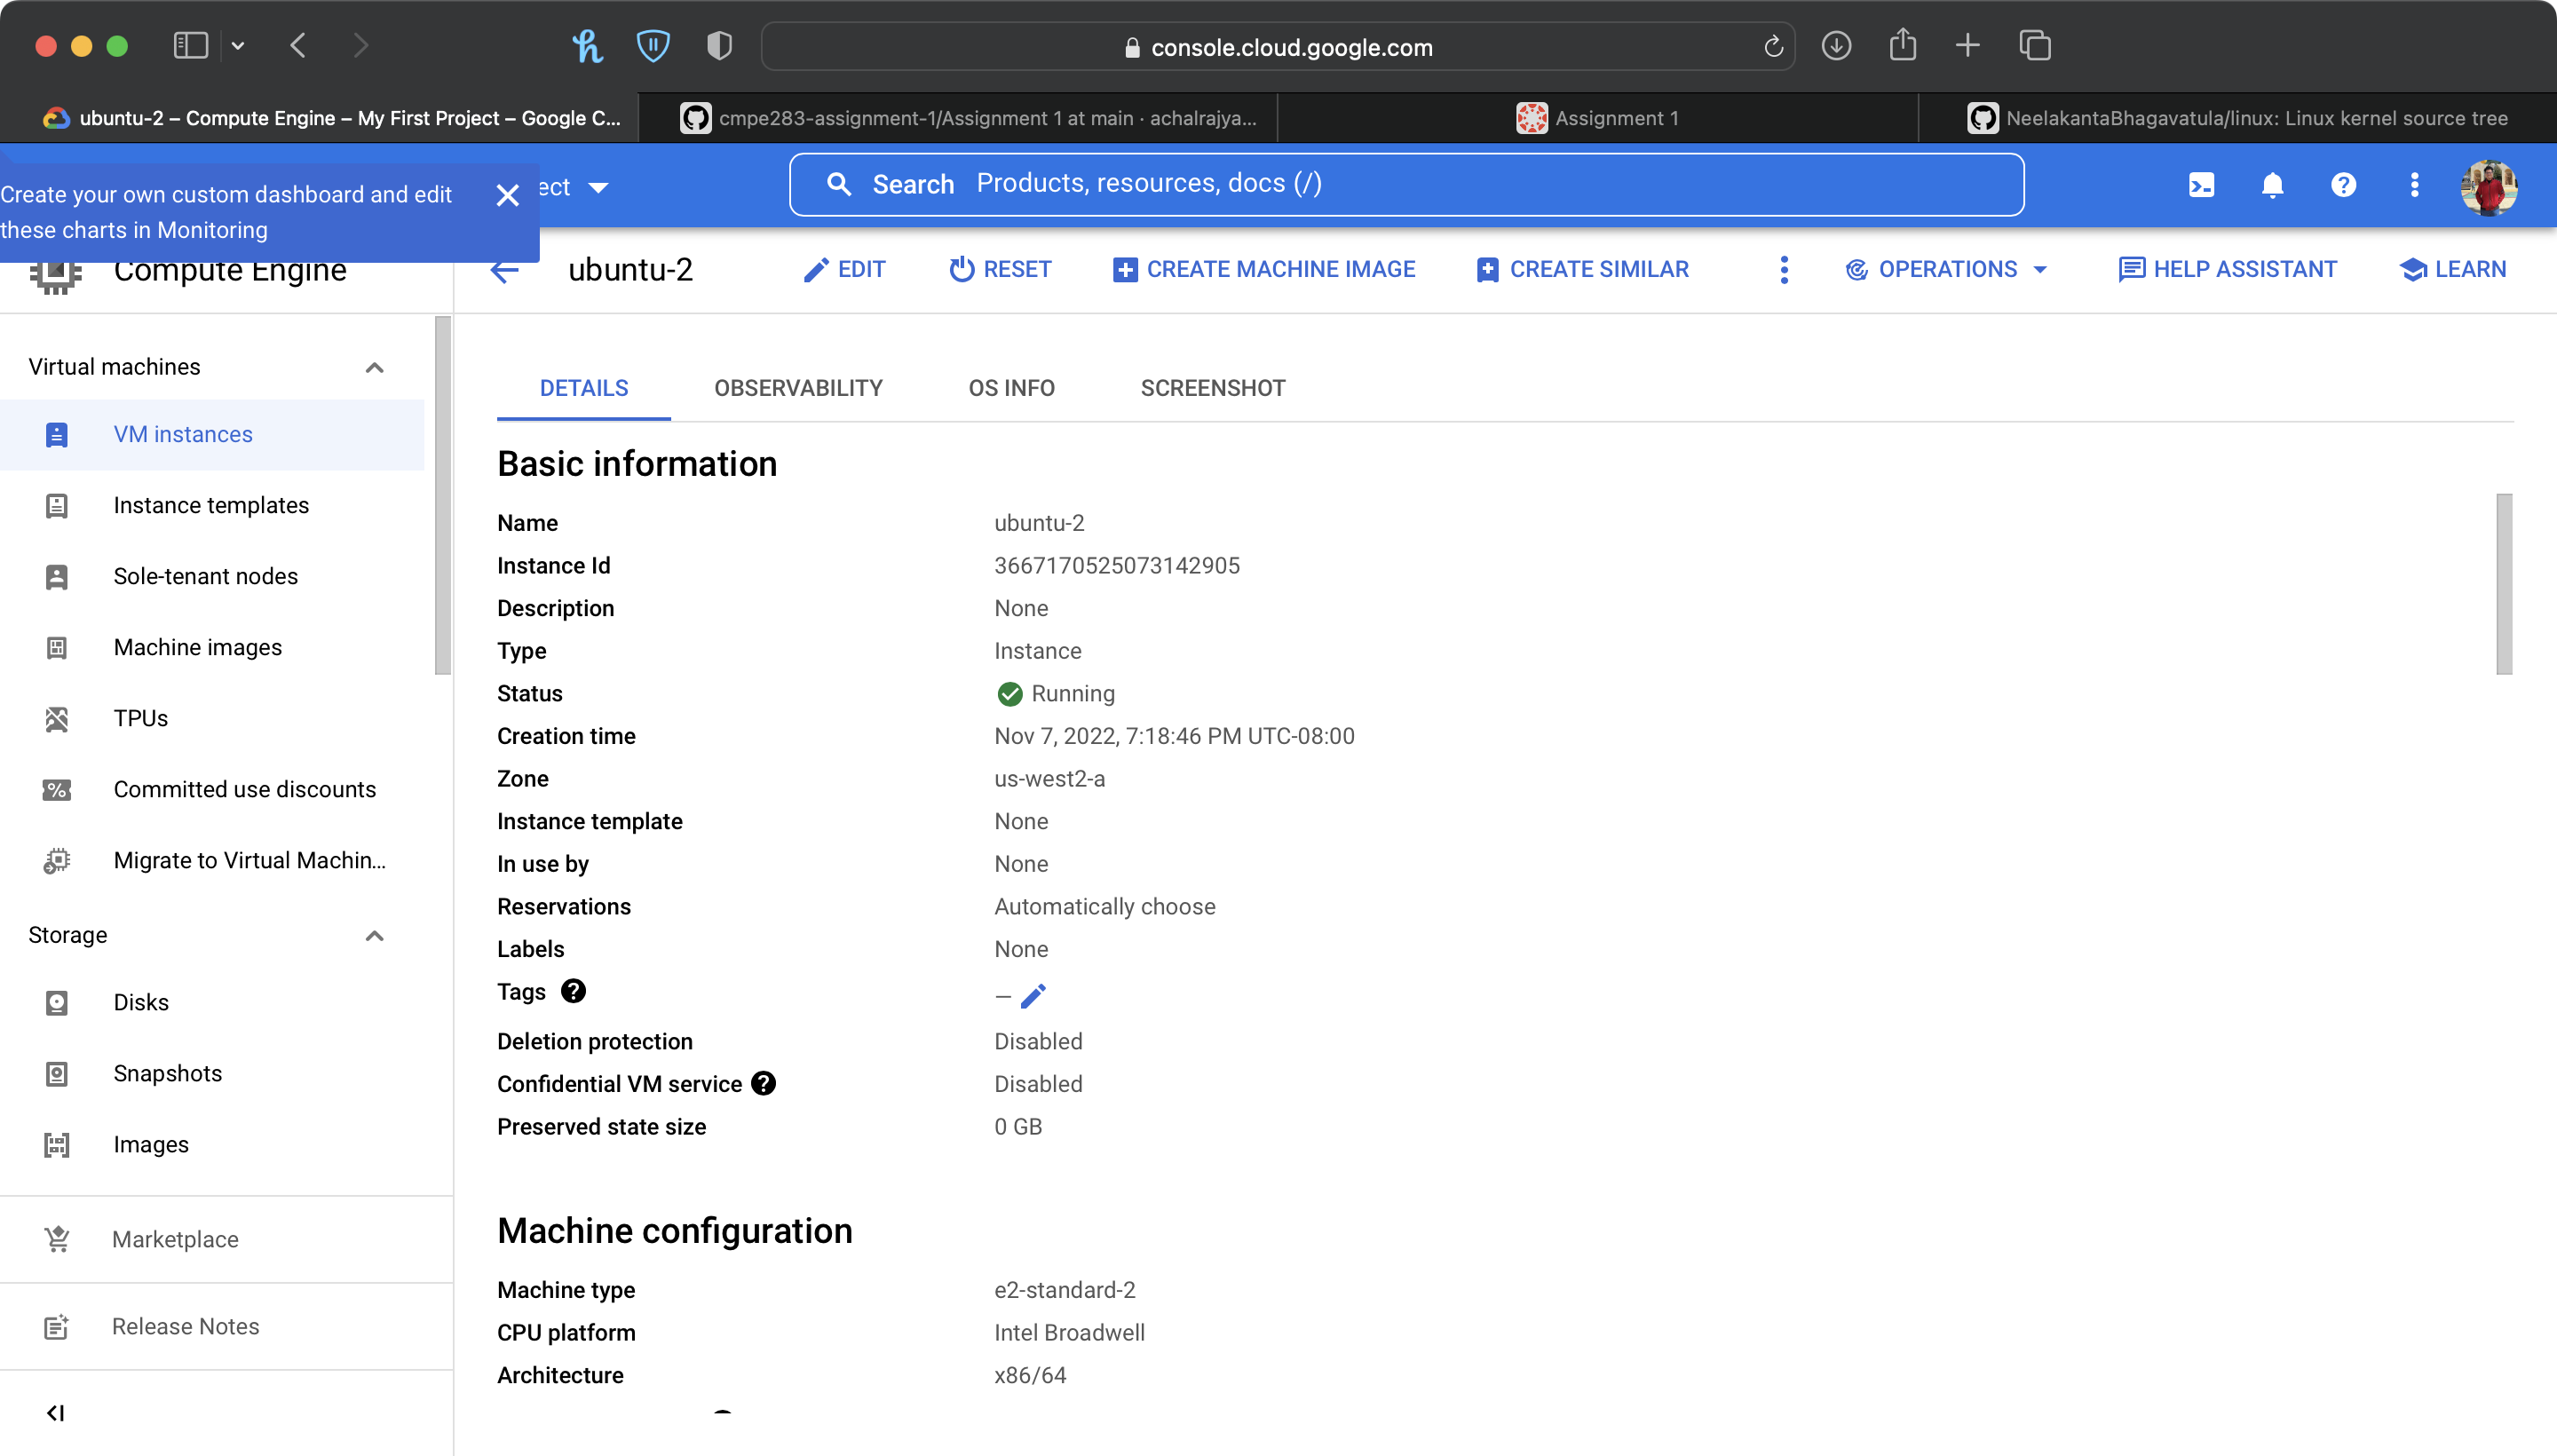 console.cloud.google.com
ubuntu-2 – Compute Engine – My First Project – Google C...
cmpe283-assignment-1/Assignment 1 at main · achalrajya...
Assignment 1
NeelakantaBhagavatula/linux: Linux kernel source tree
Create your own custom dashboard and edit
these charts in Monitoring
ect
Search Products, resources, docs (/)
Compute Engine
ubuntu-2
EDIT
RESET
CREATE MACHINE IMAGE
CREATE SIMILAR
OPERATIONS
HELP ASSISTANT
LEARN
Virtual machines
VM instances
Instance templates
Sole-tenant nodes
Machine images
TPUs
Committed use discounts
Migrate to Virtual Machin...
Storage
Disks
Snapshots
Images
Marketplace
Release Notes
DETAILS
OBSERVABILITY
OS INFO
SCREENSHOT
Basic information
Name ubuntu-2
Instance Id 3667170525073142905
Description None
Type Instance
Status Running
Creation time Nov 7, 2022, 7:18:46 PM UTC-08:00
Zone us-west2-a
Instance template None
In use by None
Reservations Automatically choose
Labels None
Tags —
Deletion protection Disabled
Confidential VM service Disabled
Preserved state size 0 GB
Machine configuration
Machine type e2-standard-2
CPU platform Intel Broadwell
Architecture x86/64